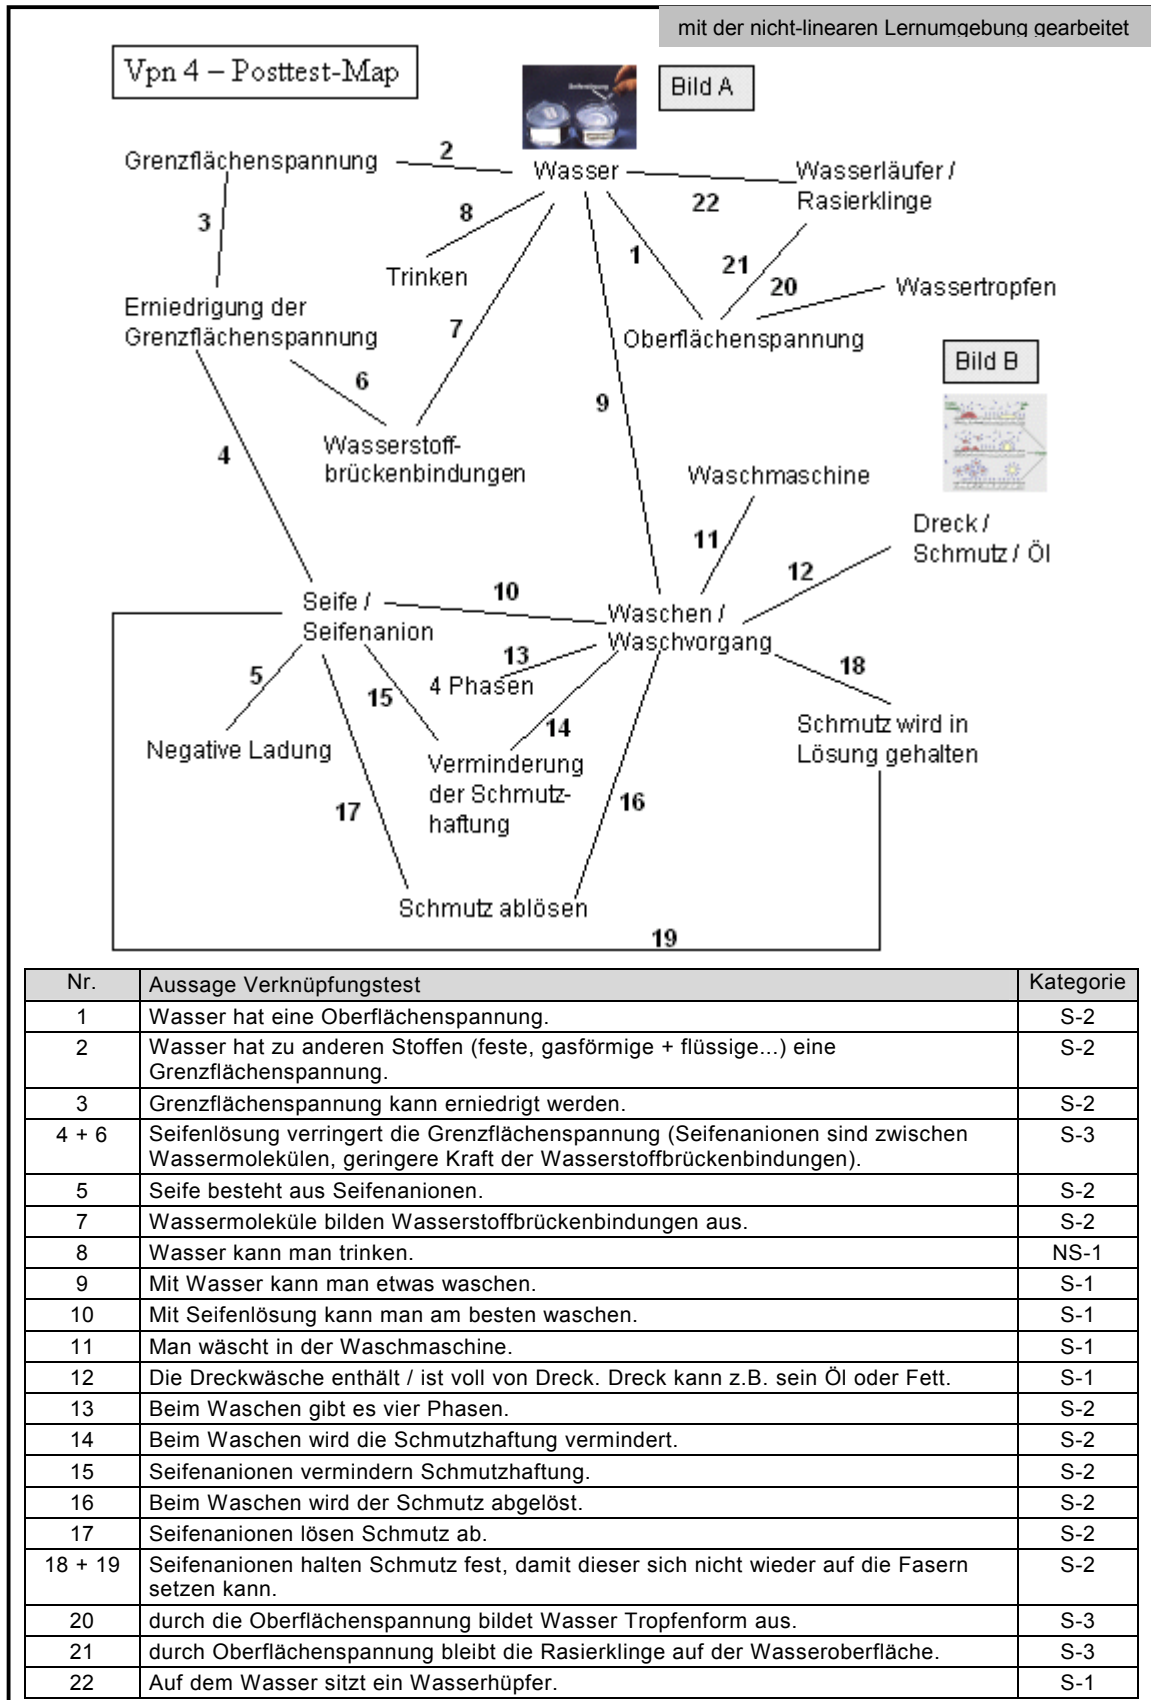 mit der nicht-linearen Lernumgebung gearbeitet
Vpn 4 – Posttest-Map
Bild A
Seifenlösung
Grenzflächenspannung
2
Wasser
Wasserläufer /
Rasierklinge
22
3
8
1
21
20
Trinken
Wassertropfen
Erniedrigung der
Grenzflächenspannung
7
Oberflächenspannung
Bild B
6
9
4
Wasserstoff-
brückenbindungen
Waschmaschine
11
Dreck /
Schmutz / Öl
12
Seife /
Seifenanion
10
Waschen /
Waschvorgang
13
4 Phasen
18
5
15
14
Schmutz wird in
Lösung gehalten
Negative Ladung
Verminderung
der Schmutz-
haftung
17
16
Schmutz ablösen
19
Nr. Aussage Verknüpfungstest Kategorie
1 Wasser hat eine Oberflächenspannung. S-2
2 Wasser hat zu anderen Stoffen (feste, gasförmige + flüssige...) eine S-2
Grenzflächenspannung.
3 Grenzflächenspannung kann erniedrigt werden. S-2
4 + 6 Seifenlösung verringert die Grenzflächenspannung (Seifenanionen sind zwischen S-3
Wassermolekülen, geringere Kraft der Wasserstoffbrückenbindungen).
5 Seife besteht aus Seifenanionen. S-2
7 Wassermoleküle bilden Wasserstoffbrückenbindungen aus. S-2
8 Wasser kann man trinken. NS-1
9 Mit Wasser kann man etwas waschen. S-1
10 Mit Seifenlösung kann man am besten waschen. S-1
11 Man wäscht in der Waschmaschine. S-1
12 Die Dreckwäsche enthält / ist voll von Dreck. Dreck kann z.B. sein Öl oder Fett. S-1
13 Beim Waschen gibt es vier Phasen. S-2
14 Beim Waschen wird die Schmutzhaftung vermindert. S-2
15 Seifenanionen vermindern Schmutzhaftung. S-2
16 Beim Waschen wird der Schmutz abgelöst. S-2
17 Seifenanionen lösen Schmutz ab. S-2
18 + 19 Seifenanionen halten Schmutz fest, damit dieser sich nicht wieder auf die Fasern S-2
setzen kann.
20 durch die Oberflächenspannung bildet Wasser Tropfenform aus. S-3
21 durch Oberflächenspannung bleibt die Rasierklinge auf der Wasseroberfläche. S-3
22 Auf dem Wasser sitzt ein Wasserhüpfer. S-1